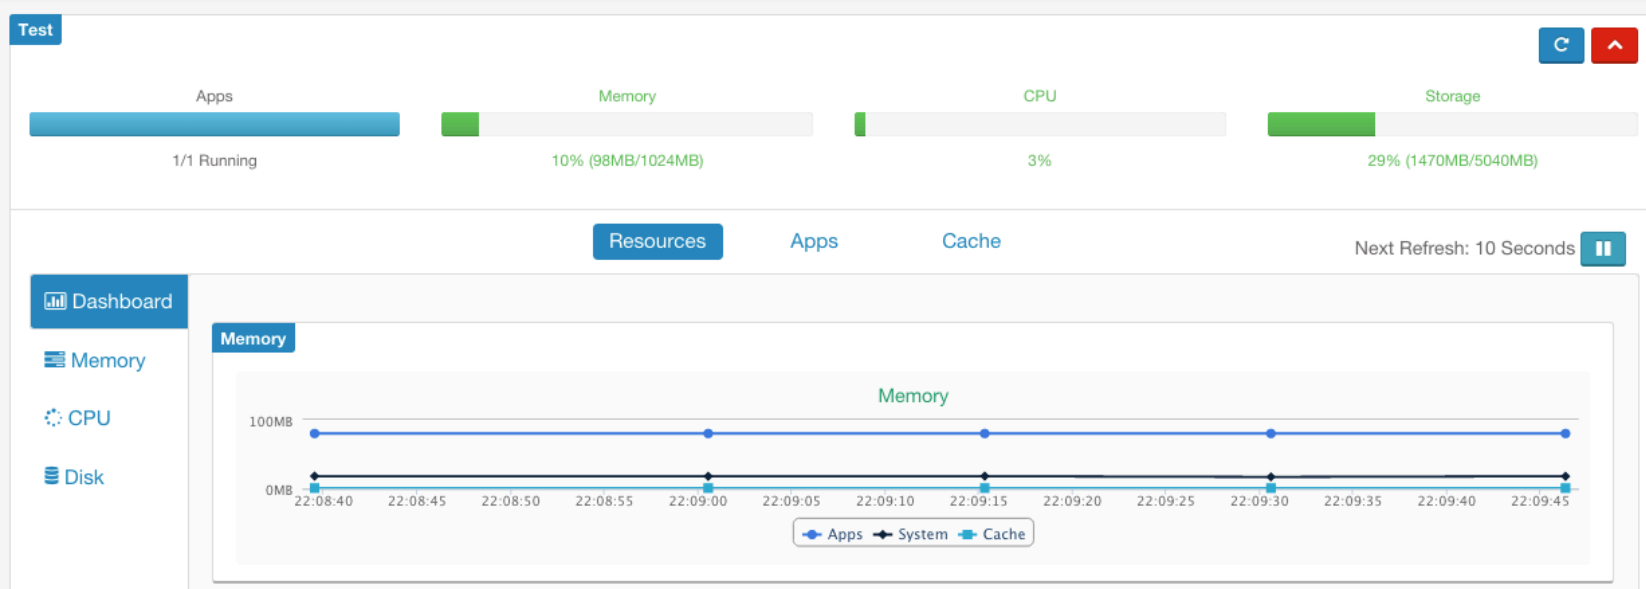 Test
Apps Memory CPU Storage
1/1 Running 10% (98MB/1024MB) 3% 29% (1470MB/5040MB)
Resources Apps Cache Next Refresh: 10 Seconds
Dashboard
Memory
CPU
Disk
Memory
Memory
100MB
0MB
22:08:40 22:08:45 22:08:50 22:08:55 22:09:00 22:09:05 22:09:10 22:09:15 22:09:20 22:09:25 22:09:30 22:09:35 22:09:40 22:09:45
Apps System Cache